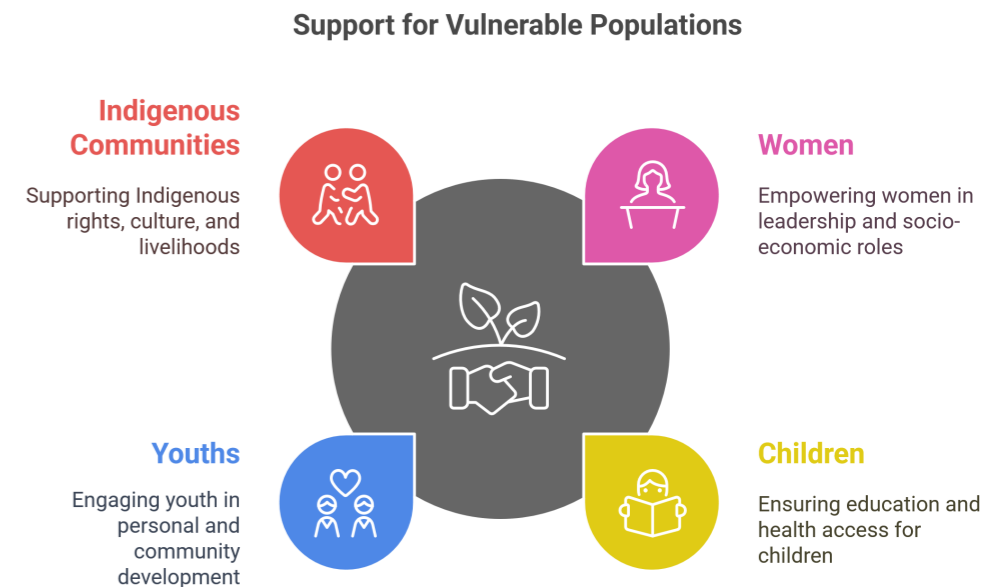 Support for Vulnerable Populations
Indigenous
Communities
Supporting Indigenous
rights, culture, and
livelihoods
Women
Empowering women in
leadership and socio-
economic roles
Youths
Engaging youth in
personal and
community
development
Children
Ensuring education and
health access for
children